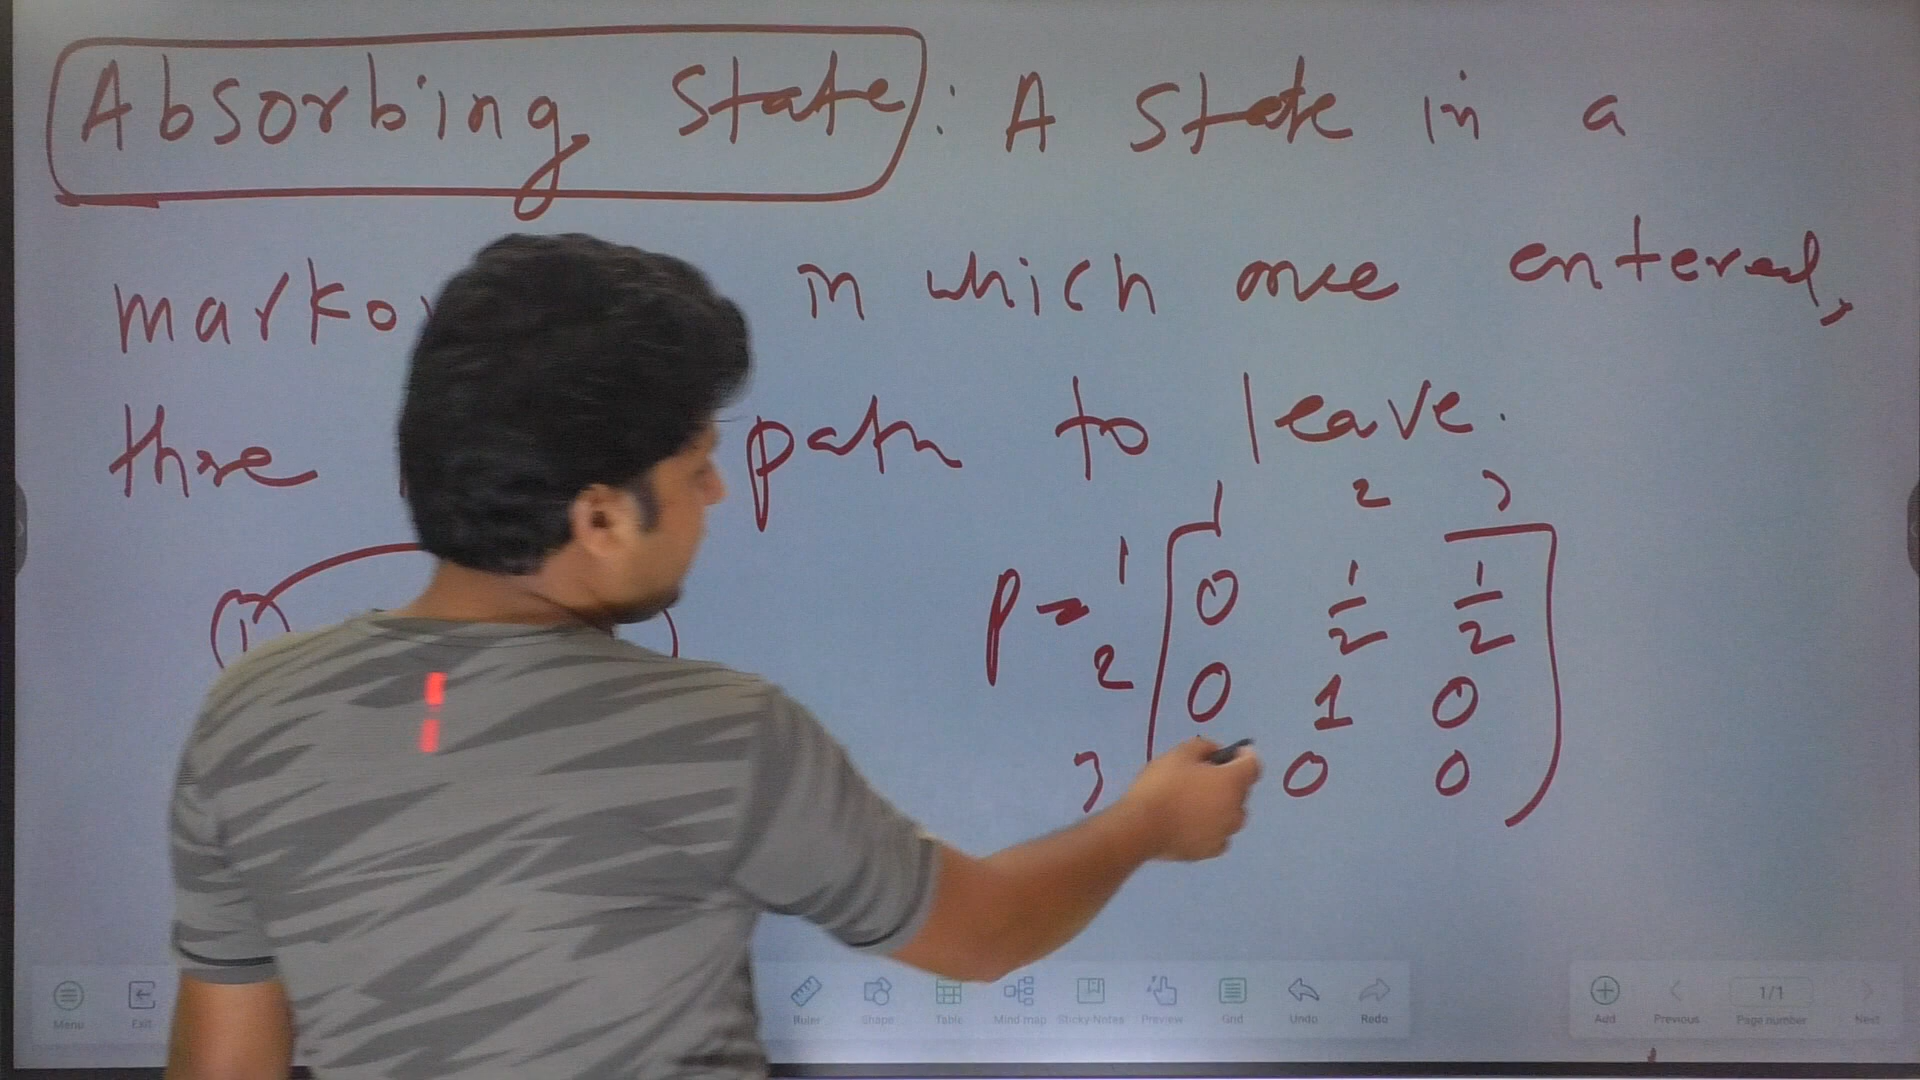 Absorbing State : A State in a
marko in which once entered,
thre path to leave.
1 2 3
P = 1 0 1/2 1/2
2 0 1 0
3 0 0
1
Menu Exit Ruler Shape Table Mind map Sticky Notes Preview Grid Undo Redo Add Previous 1/1 Page number Next